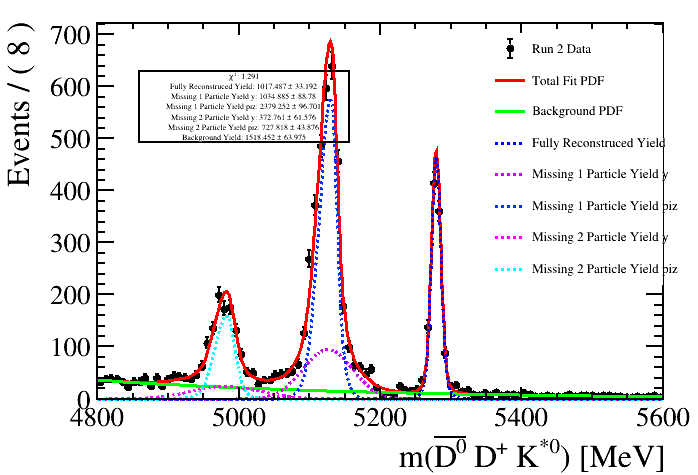 Events / ( 8 )
700
600
500
400
300
200
100
0
χ²: 1.291
Fully Reconstruced Yield: 1017.487 ± 33.192
Missing 1 Particle Yield y: 1034.885 ± 88.78
Missing 1 Particle Yield piz: 2379.252 ± 96.701
Missing 2 Particle Yield y: 372.761 ± 61.576
Missing 2 Particle Yield piz: 727.818 ± 43.876
Background Yield: 1518.452 ± 63.975
Run 2 Data
Total Fit PDF
Background PDF
Fully Reconstruced Yield
Missing 1 Particle Yield y
Missing 1 Particle Yield piz
Missing 2 Particle Yield y
Missing 2 Particle Yield piz
4800 5000 5200 5400 5600
m(D̅⁰ D⁺ K*⁰) [MeV]